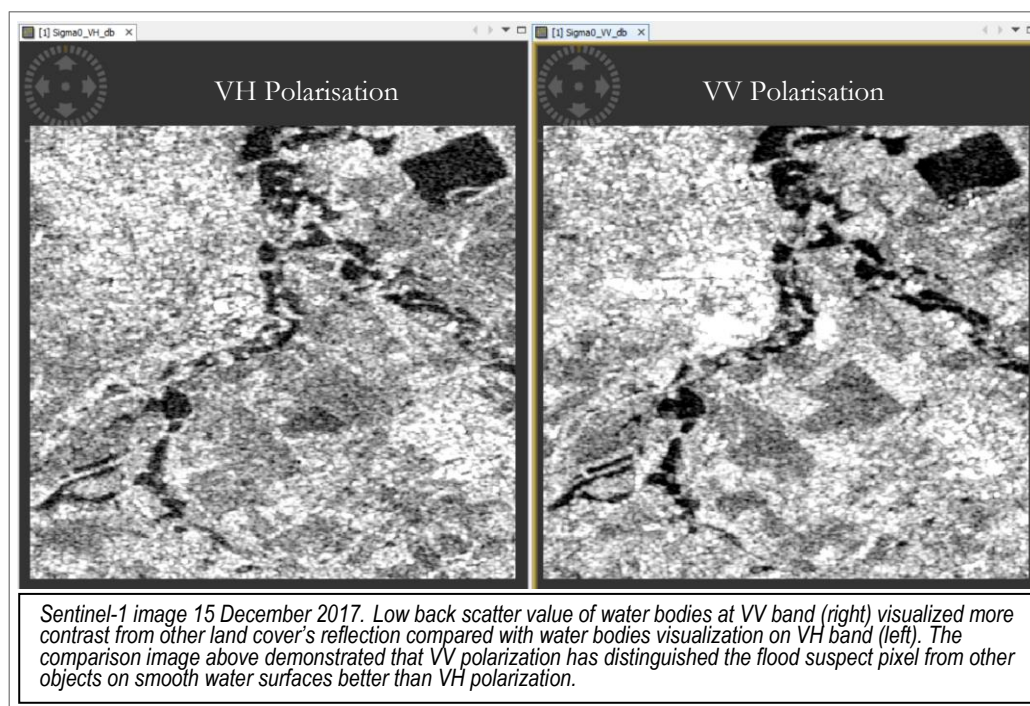 [1] Sigma0_VH_db
[1] Sigma0_VV_db
VH Polarisation
VV Polarisation
Sentinel-1 image 15 December 2017. Low back scatter value of water bodies at VV band (right) visualized more
contrast from other land cover's reflection compared with water bodies visualization on VH band (left). The
comparison image above demonstrated that VV polarization has distinguished the flood suspect pixel from other
objects on smooth water surfaces better than VH polarization.